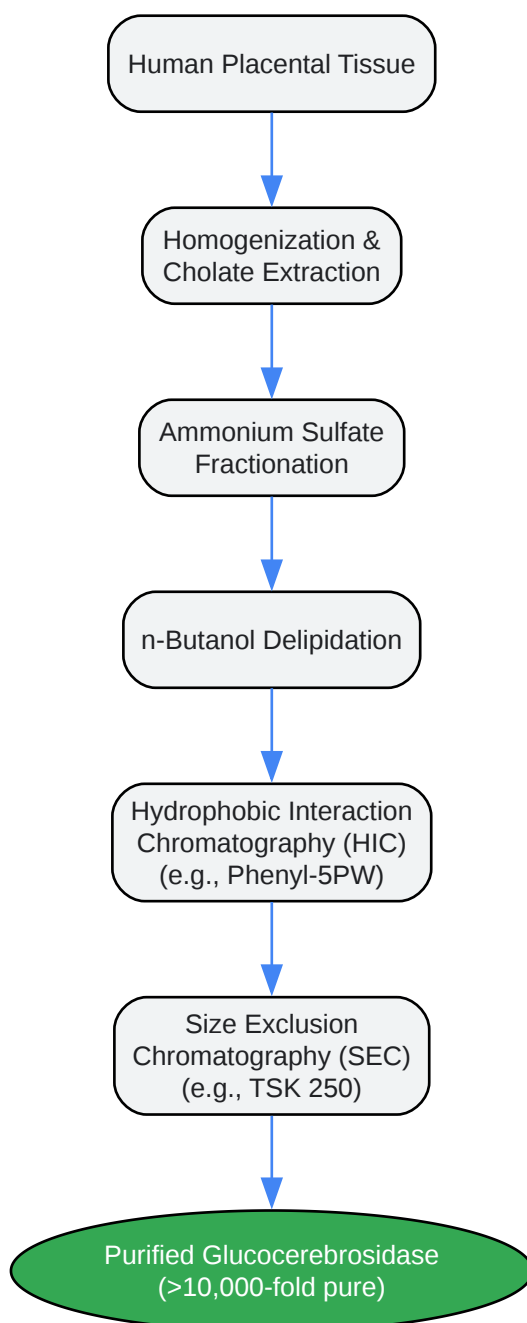 Human Placental Tissue
Homogenization &
Cholate Extraction
Ammonium Sulfate
Fractionation
n-Butanol Delipidation
Hydrophobic Interaction
Chromatography (HIC)
(e.g., Phenyl-5PW)
Size Exclusion
Chromatography (SEC)
(e.g., TSK 250)
Purified Glucocerebrosidase
(>10,000-fold pure)